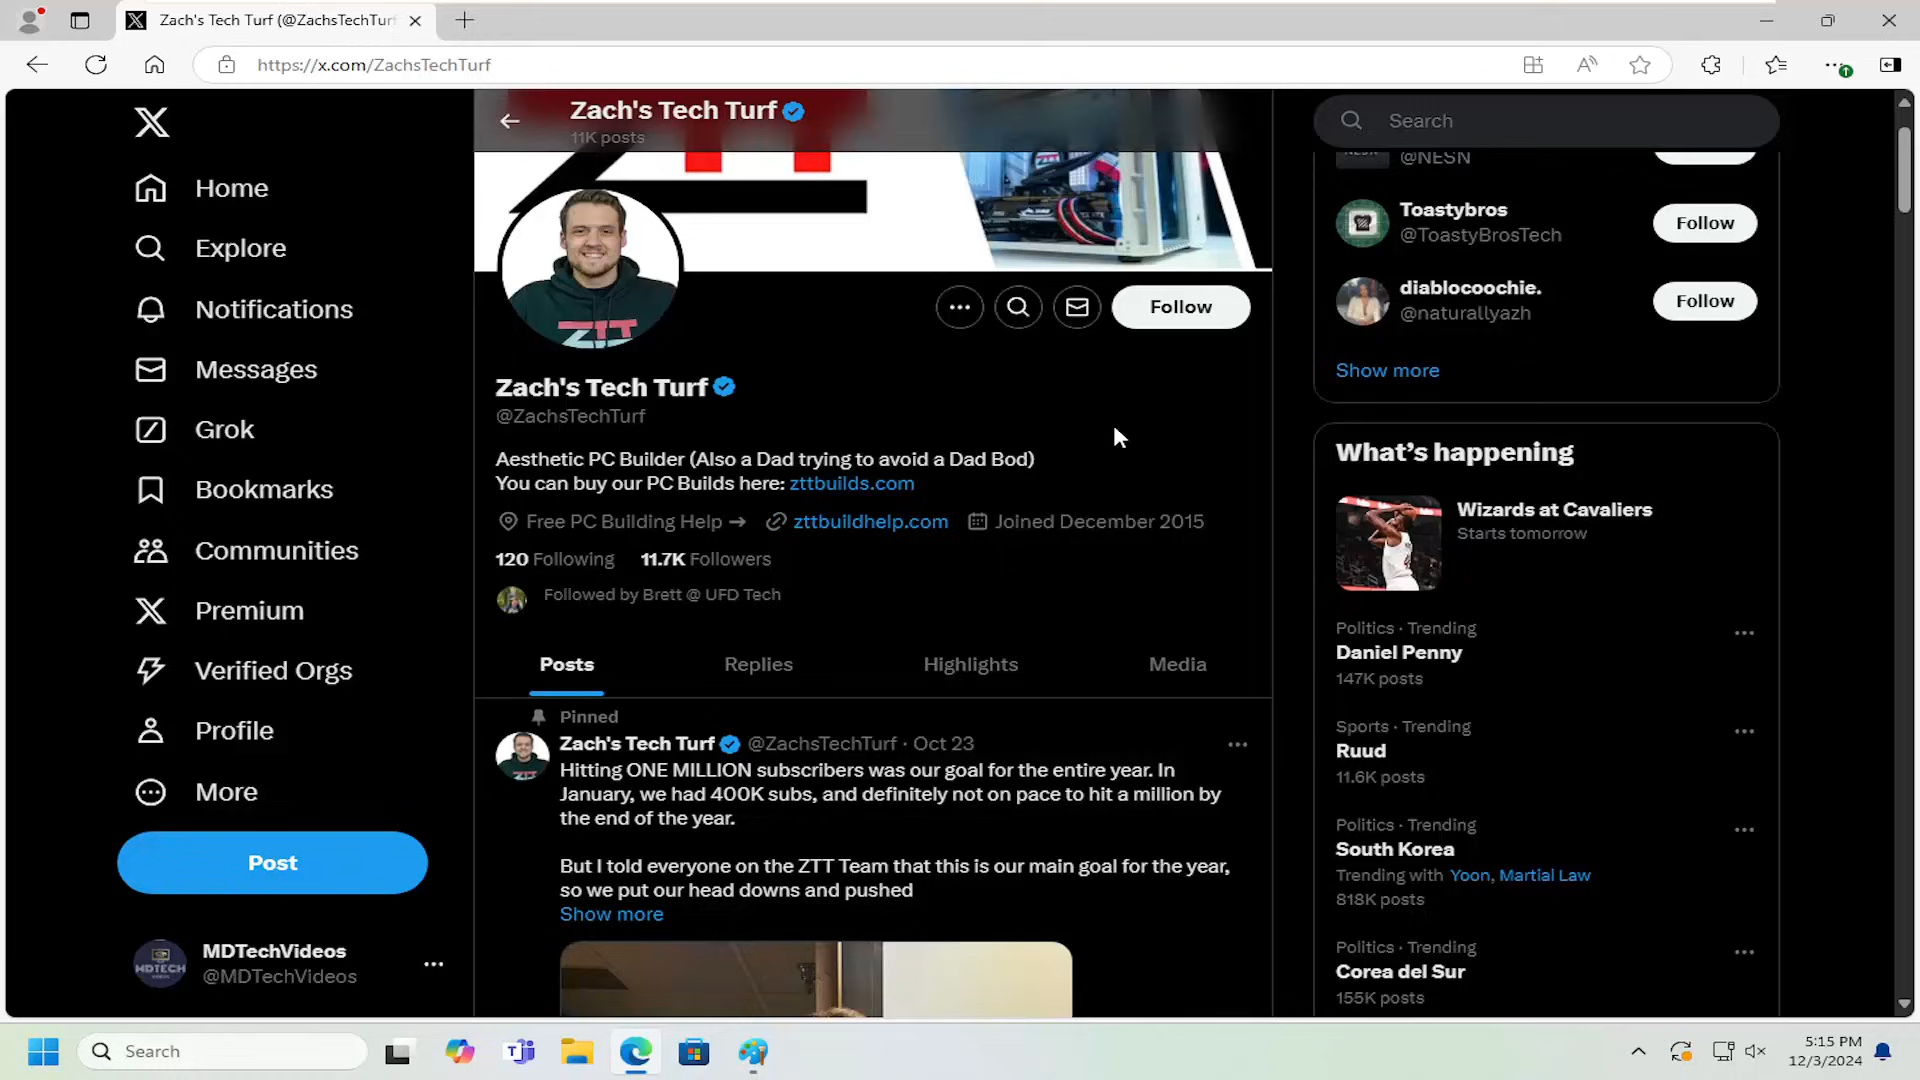 Zach's Tech Turf (@ZachsTechTurf
https://x.com/ZachsTechTurf
Home
Explore
Notifications
Messages
Grok
Bookmarks
Communities
Premium
Verified Orgs
Profile
More
Post
MDTechVideos
@MDTechVideos
Zach's Tech Turf
11K posts
ZTT
Follow
Zach's Tech Turf
@ZachsTechTurf
Aesthetic PC Builder (Also a Dad trying to avoid a Dad Bod)
You can buy our PC Builds here: zttbuilds.com
Free PC Building Help → zttbuildhelp.com Joined December 2015
120 Following 11.7K Followers
Followed by Brett @ UFD Tech
Posts Replies Highlights Media
Pinned
Zach's Tech Turf @ZachsTechTurf · Oct 23
Hitting ONE MILLION subscribers was our goal for the entire year. In
January, we had 400K subs, and definitely not on pace to hit a million by
the end of the year.
But I told everyone on the ZTT Team that this is our main goal for the year,
so we put our head downs and pushed
Show more
Search
@NESN
Toastybros
@ToastyBrosTech
Follow
diablocoochie.
@naturallyazh
Follow
Show more
What's happening
Wizards at Cavaliers
Starts tomorrow
Politics · Trending
Daniel Penny
147K posts
Sports · Trending
Ruud
11.6K posts
Politics · Trending
South Korea
Trending with Yoon, Martial Law
818K posts
Politics · Trending
Corea del Sur
155K posts
Search
5:15 PM
12/3/2024